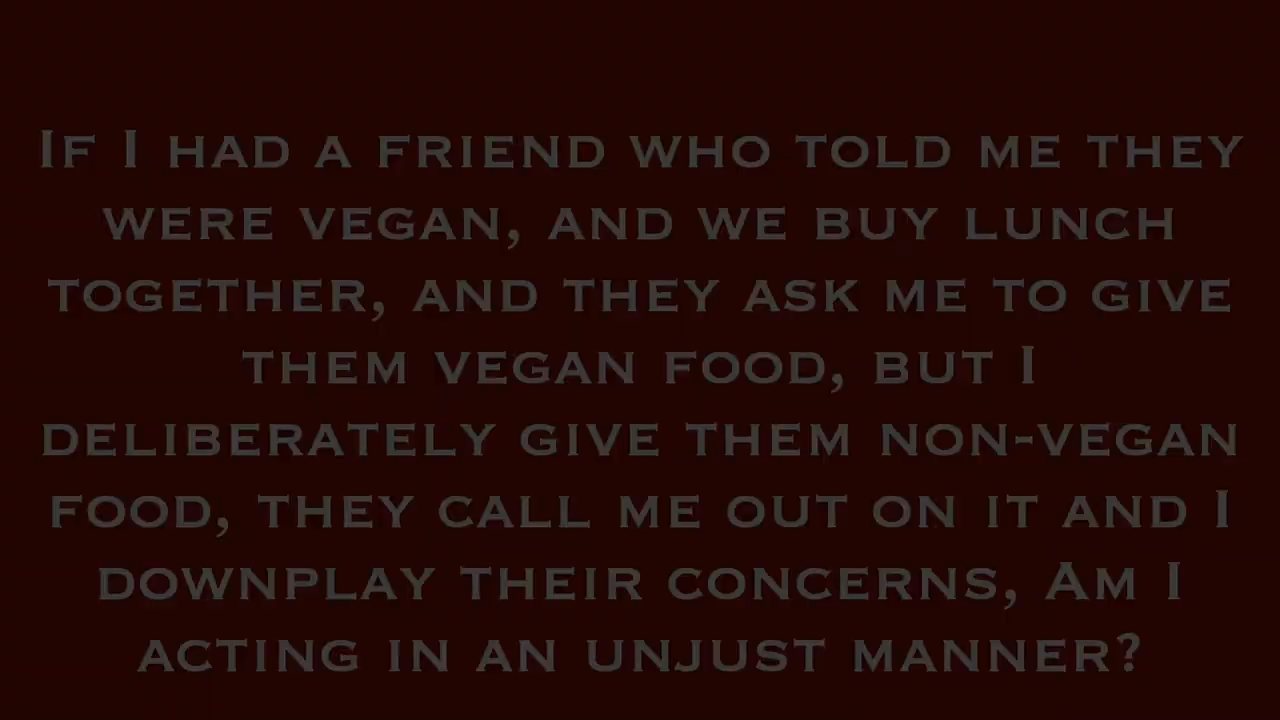 If I had a friend who told me they
were vegan, and we buy lunch
together, and they ask me to give
them vegan food, but I
deliberately give them non-vegan
food, they call me out on it and I
downplay their concerns, Am I
acting in an unjust manner?